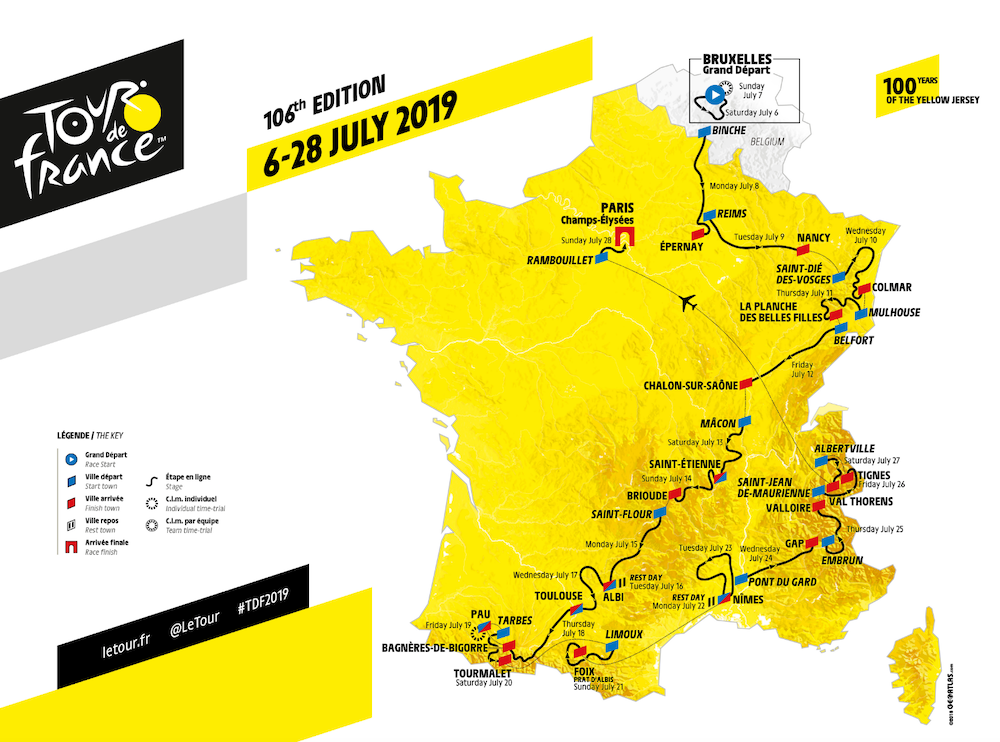 TOUR
de
france™
106th EDITION
6-28 JULY 2019
100 YEARS
OF THE YELLOW JERSEY
BRUXELLES
Grand Départ
Sunday
July 7
Saturday July 6
BINCHE
BELGIUM
Monday July 8
REIMS
ÉPERNAY
Tuesday July 9
NANCY
Wednesday
July 10
SAINT-DIÉ
DES-VOSGES
COLMAR
Thursday July 11
LA PLANCHE
DES BELLES FILLES
MULHOUSE
BELFORT
PARIS
Champs-Élysées
Sunday July 28
RAMBOUILLET
Friday
July 12
CHALON-SUR-SAÔNE
MÂCON
Saturday July 13
SAINT-ÉTIENNE
Sunday July 14
BRIOUDE
SAINT-FLOUR
Monday July 15
ALBERTVILLE
Saturday July 27
TIGNES
Friday July 26
SAINT-JEAN
DE-MAURIENNE
VAL THORENS
VALLOIRE
Thursday July 25
GAP
EMBRUN
Tuesday July 23
Wednesday
July 24
PONT DU GARD
REST DAY
Monday July 22
NÎMES
Wednesday July 17
REST DAY
Tuesday July 16
ALBI
TOULOUSE
Thursday
July 18
PAU
Friday July 19
TARBES
BAGNÈRES-DE-BIGORRE
TOURMALET
Saturday July 20
LIMOUX
FOIX
PRAT D'ALBIS
Sunday July 21
LÉGENDE / THE KEY
Grand Départ
Race Start
Ville départ
Start town
Ville arrivée
Finish town
Ville repos
Rest town
Arrivée finale
Race finish
Étape en ligne
Stage
C.l.m. individuel
Individual time-trial
C.l.m. par équipe
Team time-trial
letour.fr @LeTour #TDF2019